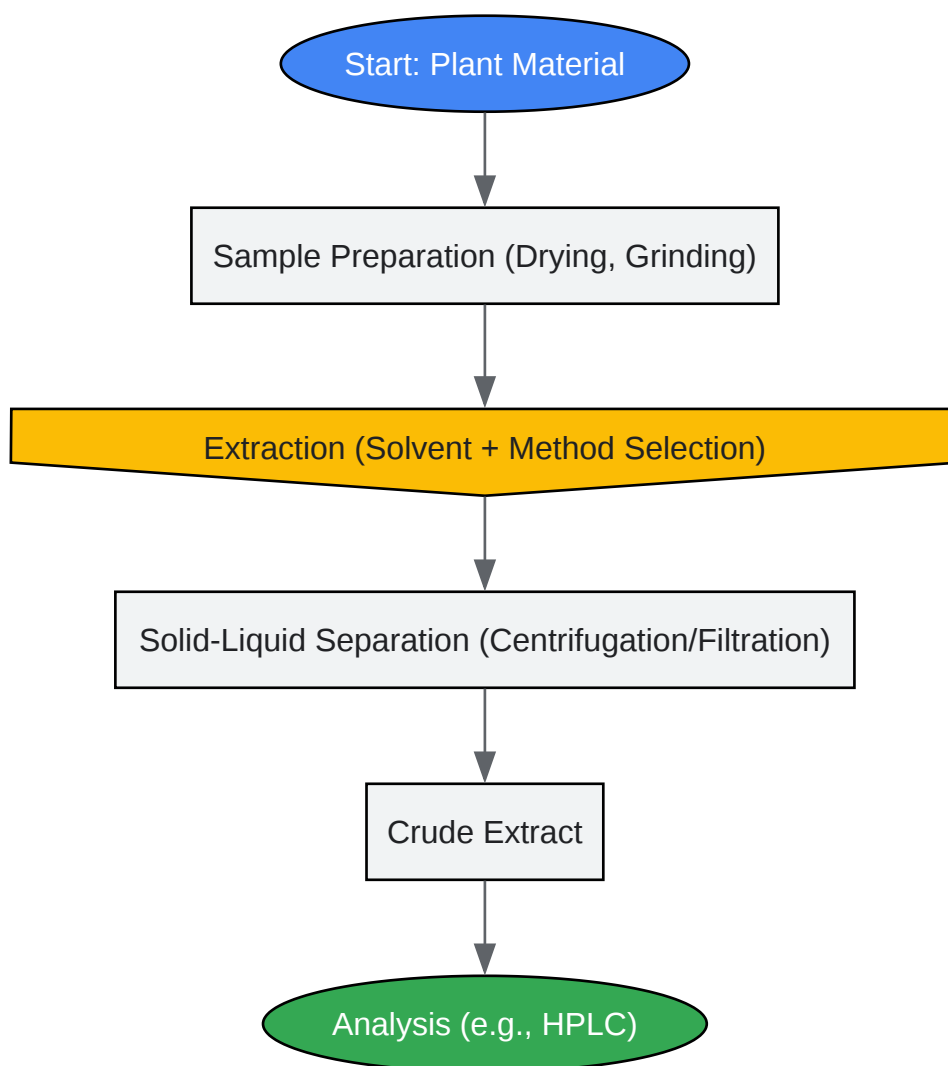 Start: Plant Material
Sample Preparation (Drying, Grinding)
Extraction (Solvent + Method Selection)
Solid-Liquid Separation (Centrifugation/Filtration)
Crude Extract
Analysis (e.g., HPLC)